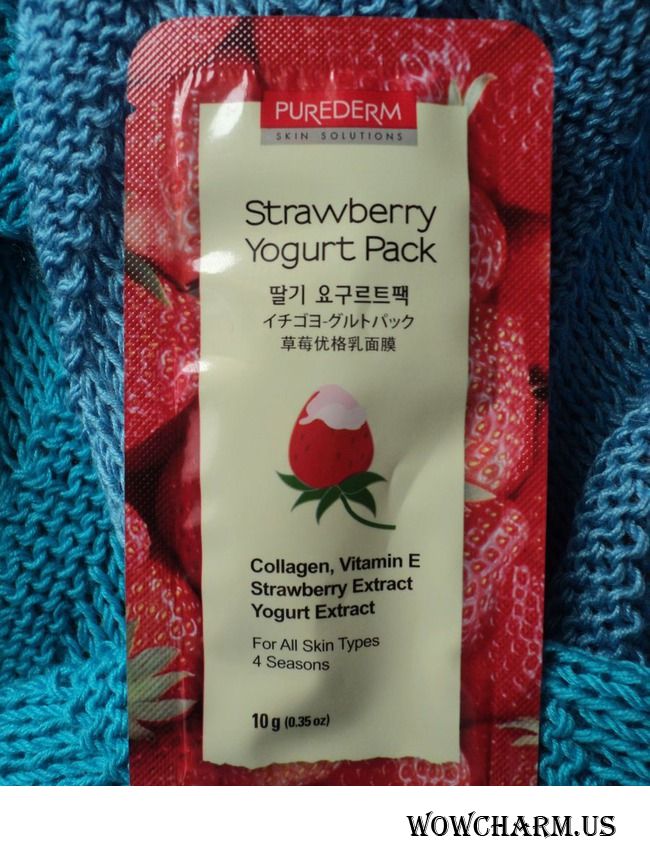 PUREDERM
SKIN SOLUTIONS
Strawberry
Yogurt Pack
딸기 요구르트팩
イチゴヨ-グルトパック
草莓优格乳面膜
Collagen, Vitamin E
Strawberry Extract
Yogurt Extract
For All Skin Types
4 Seasons
10 g (0.35 oz)
WOWCHARM.US